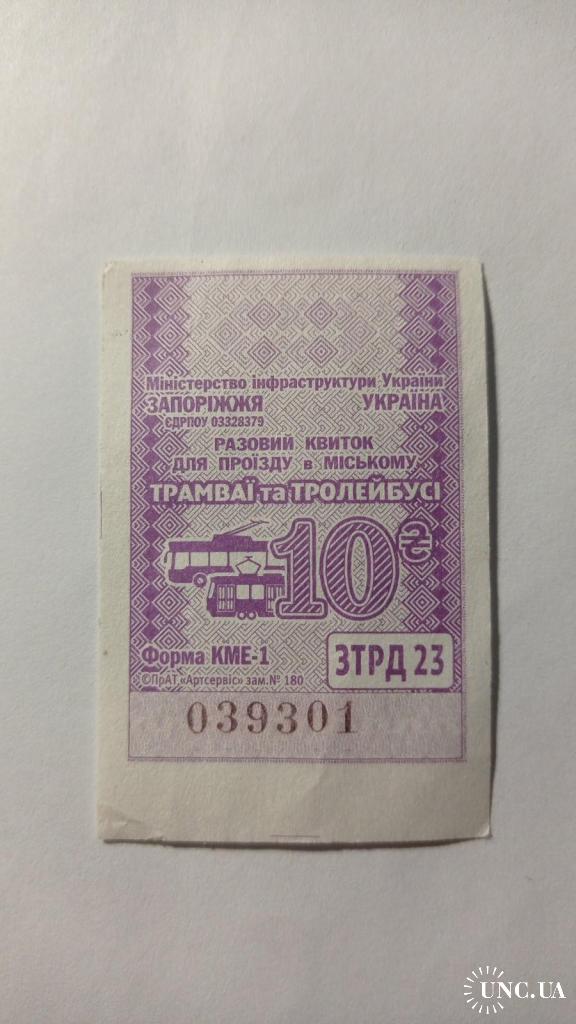 Міністерство інфраструктури України
ЗАПОРІЖЖЯ УКРАЇНА
ЄДРПОУ 03328379
РАЗОВИЙ КВИТОК
ДЛЯ ПРОЇЗДУ в МІСЬКОМУ
ТРАМВАЇ та ТРОЛЕЙБУСІ
10 ₴
Форма КМЕ-1
ЗТРД 23
©ПрАТ «Артсервіс» зам.№ 180
039301
UNC.UA